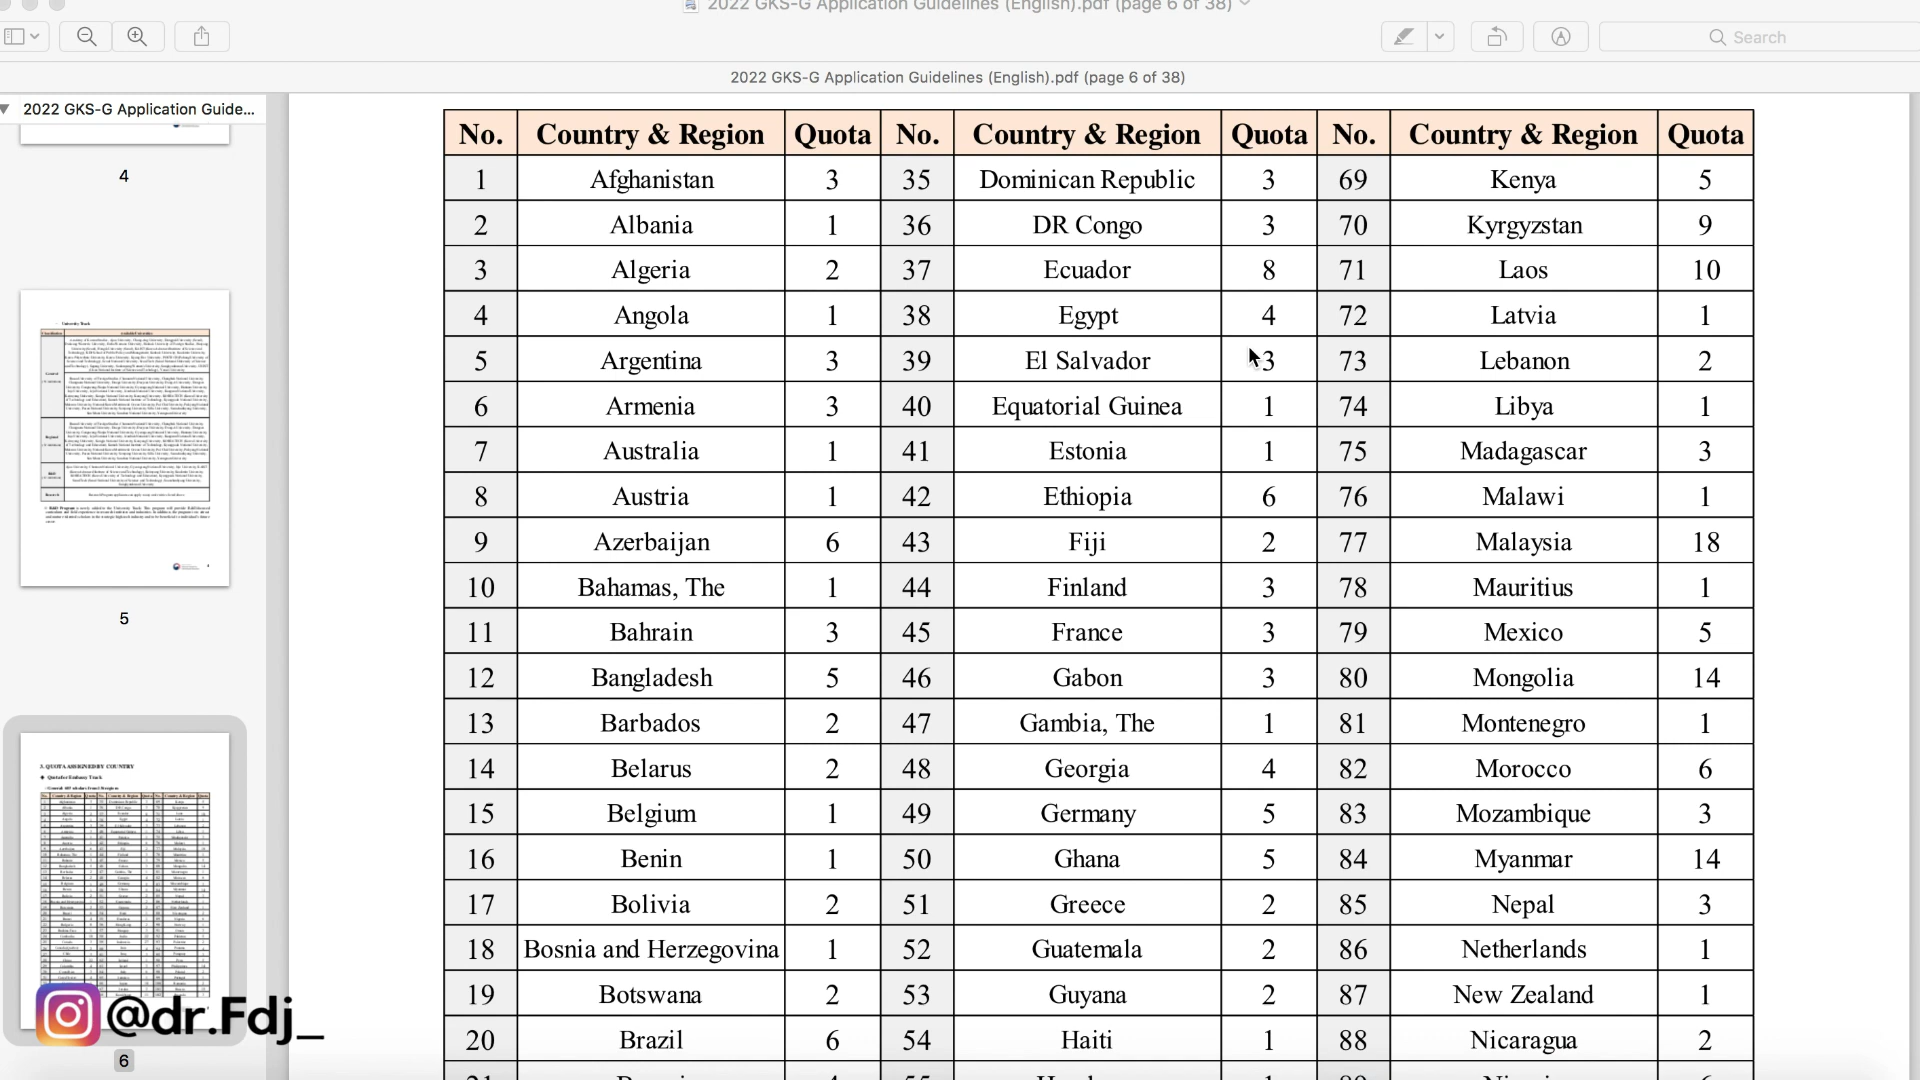 2022 GKS-G Application Guidelines (English).pdf (page 6 of 38)
Search
2022 GKS-G Application Guidelines (English).pdf (page 6 of 38)
2022 GKS-G Application Guide...
4
5
3. QUOTA ASSIGNED BY COUNTRY
6
@dr.Fdj_
No. Country & Region Quota No. Country & Region Quota No. Country & Region Quota
1 Afghanistan 3 35 Dominican Republic 3 69 Kenya 5
2 Albania 1 36 DR Congo 3 70 Kyrgyzstan 9
3 Algeria 2 37 Ecuador 8 71 Laos 10
4 Angola 1 38 Egypt 4 72 Latvia 1
5 Argentina 3 39 El Salvador 3 73 Lebanon 2
6 Armenia 3 40 Equatorial Guinea 1 74 Libya 1
7 Australia 1 41 Estonia 1 75 Madagascar 3
8 Austria 1 42 Ethiopia 6 76 Malawi 1
9 Azerbaijan 6 43 Fiji 2 77 Malaysia 18
10 Bahamas, The 1 44 Finland 3 78 Mauritius 1
11 Bahrain 3 45 France 3 79 Mexico 5
12 Bangladesh 5 46 Gabon 3 80 Mongolia 14
13 Barbados 2 47 Gambia, The 1 81 Montenegro 1
14 Belarus 2 48 Georgia 4 82 Morocco 6
15 Belgium 1 49 Germany 5 83 Mozambique 3
16 Benin 1 50 Ghana 5 84 Myanmar 14
17 Bolivia 2 51 Greece 2 85 Nepal 3
18 Bosnia and Herzegovina 1 52 Guatemala 2 86 Netherlands 1
19 Botswana 2 53 Guyana 2 87 New Zealand 1
20 Brazil 6 54 Haiti 1 88 Nicaragua 2